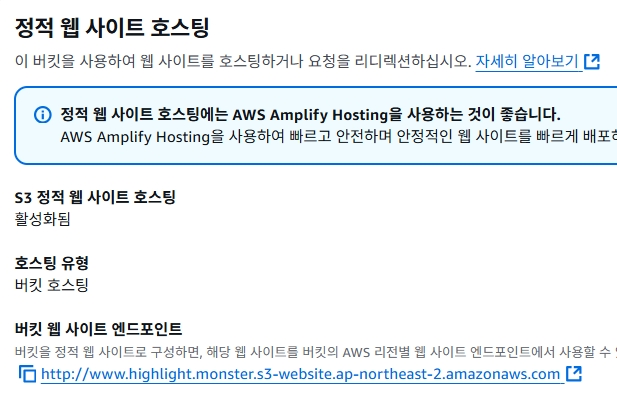 정적 웹 사이트 호스팅
이 버킷을 사용하여 웹 사이트를 호스팅하거나 요청을 리디렉션하십시오. 자세히 알아보기
정적 웹 사이트 호스팅에는 AWS Amplify Hosting을 사용하는 것이 좋습니다.
AWS Amplify Hosting을 사용하여 빠르고 안전하며 안정적인 웹 사이트를 빠르게 배포하
S3 정적 웹 사이트 호스팅
활성화됨
호스팅 유형
버킷 호스팅
버킷 웹 사이트 엔드포인트
버킷을 정적 웹 사이트로 구성하면, 해당 웹 사이트를 버킷의 AWS 리전별 웹 사이트 엔드포인트에서 사용할 수
http://www.highlight.monster.s3-website.ap-northeast-2.amazonaws.com